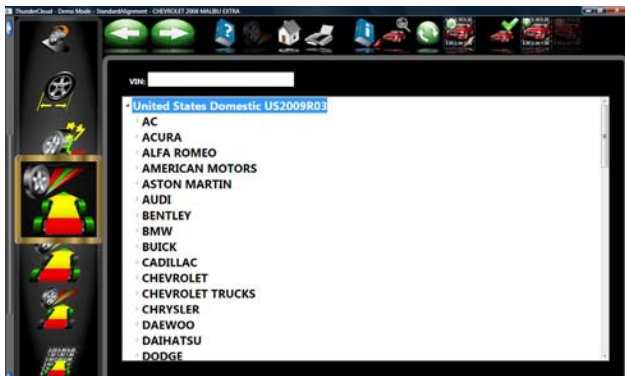 ThunderCloud - Demo Mode - StandardAlignment - CHEVROLET 2008 MALIBU EXTRA
VIN:
United States Domestic US2009R03
AC
ACURA
ALFA ROMEO
AMERICAN MOTORS
ASTON MARTIN
AUDI
BENTLEY
BMW
BUICK
CADILLAC
CHEVROLET
CHEVROLET TRUCKS
CHRYSLER
DAEWOO
DAIHATSU
DODGE